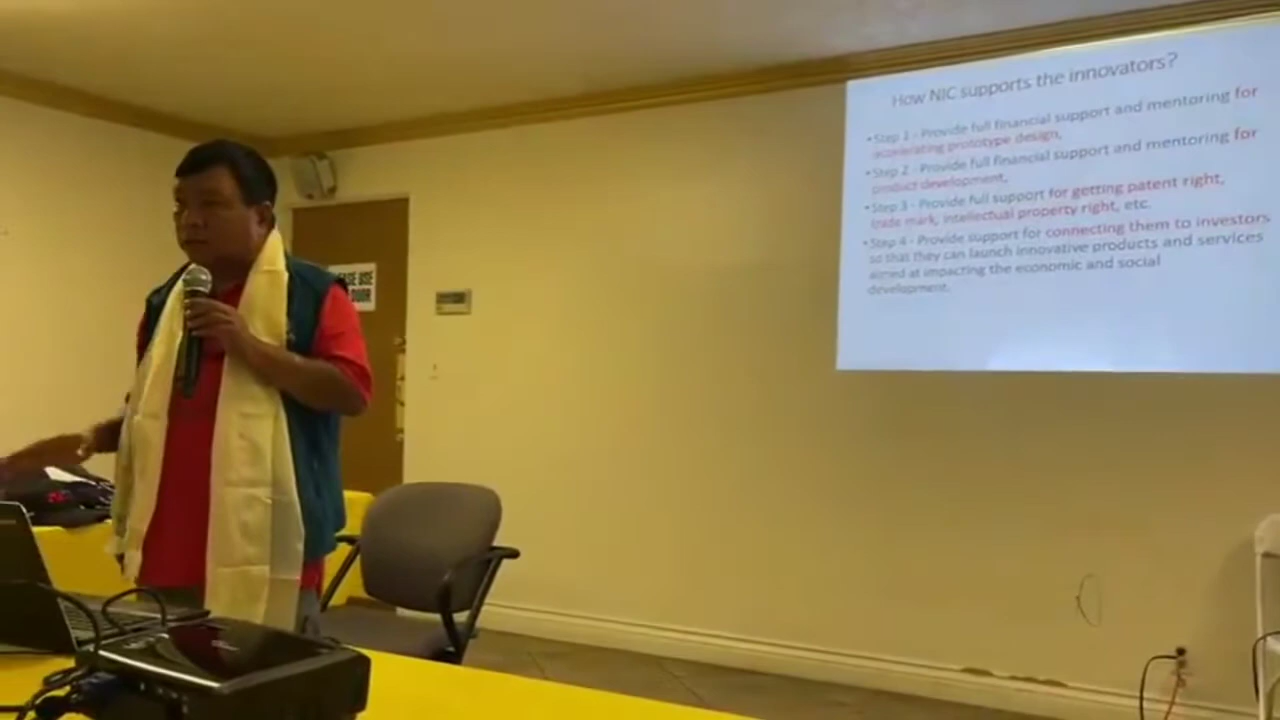 How NIC supports the innovators?
• Step 1 - Provide full financial support and mentoring for
accelerating prototype design,
• Step 2 - Provide full financial support and mentoring for
product development,
• Step 3 - Provide full support for getting patent right,
trade mark, intellectual property right, etc.
• Step 4 - Provide support for connecting them to investors
so that they can launch innovative products and services
aimed at impacting the economic and social
development.
USE
DOOR